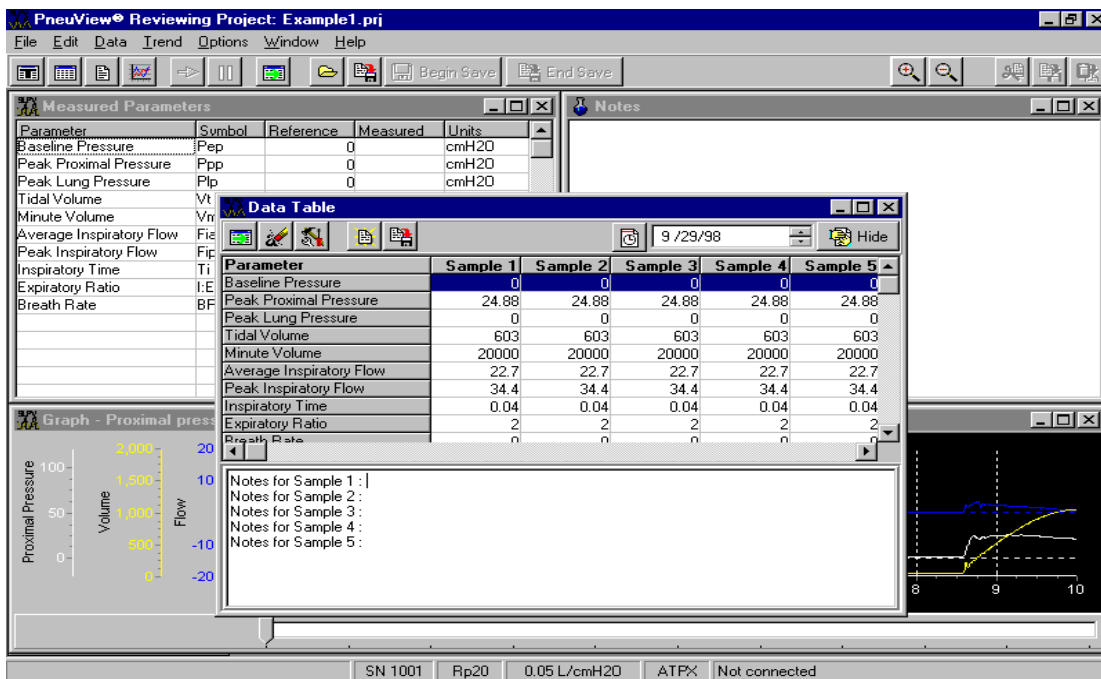 PneuView® Reviewing Project: Example1.prj
File Edit Data Trend Options Window Help
Begin Save End Save
Measured Parameters
Notes
Parameter Symbol Reference Measured Units
Baseline Pressure Pep 0 cmH2O
Peak Proximal Pressure Ppp 0 cmH2O
Peak Lung Pressure Plp 0 cmH2O
Tidal Volume Vt
Minute Volume
Average Inspiratory Flow
Peak Inspiratory Flow
Inspiratory Time Ti
Expiratory Ratio I:E
Breath Rate
Data Table
9 /29/98 Hide
Parameter Sample 1 Sample 2 Sample 3 Sample 4 Sample 5
Baseline Pressure 0 0 0 0 0
Peak Proximal Pressure 24.88 24.88 24.88 24.88 24.88
Peak Lung Pressure 0 0 0 0 0
Tidal Volume 603 603 603 603 603
Minute Volume 20000 20000 20000 20000 20000
Average Inspiratory Flow 22.7 22.7 22.7 22.7 22.7
Peak Inspiratory Flow 34.4 34.4 34.4 34.4 34.4
Inspiratory Time 0.04 0.04 0.04 0.04 0.04
Expiratory Ratio 2 2 2 2 2
Breath Rate 0 0 0 0 0
Notes for Sample 1 :
Notes for Sample 2 :
Notes for Sample 3 :
Notes for Sample 4 :
Notes for Sample 5 :
Graph - Proximal press
Proximal Pressure
100
50
0
Volume
2,000
1,500
1,000
500
0
Flow
20
10
-10
-20
8 9 10
SN 1001 Rp20 0.05 L/cmH2O ATPX Not connected